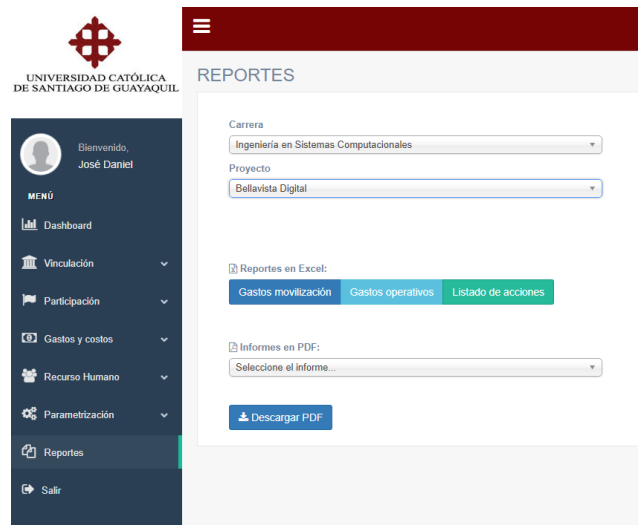 UNIVERSIDAD CATÓLICA
DE SANTIAGO DE GUAYAQUIL
Bienvenido,
José Daniel
MENÚ
Dashboard
Vinculación
Participación
Gastos y costos
Recurso Humano
Parametrización
Reportes
Salir
REPORTES
Carrera
Ingeniería en Sistemas Computacionales
Proyecto
Bellavista Digital
Reportes en Excel:
Gastos movilización Gastos operativos Listado de acciones
Informes en PDF:
Seleccione el informe...
Descargar PDF